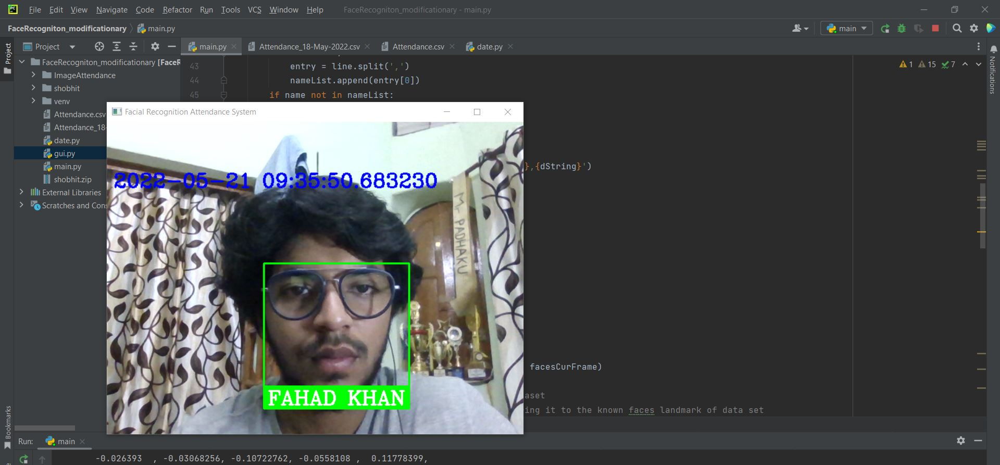 File Edit View Navigate Code Refactor Run Tools VCS Window Help FaceRecogniton_modificationary - main.py
FaceRecogniton_modificationary main.py main
Project main.py Attendance_18-May-2022.csv Attendance.csv date.py
FaceRecogniton_modificationary [FaceR
ImageAttendance
shobhit
venv
Attendance.csv
Attendance_18-
date.py
gui.py
main.py
shobhit.zip
External Libraries
Scratches and Cons
Project
Bookmarks
43 entry = line.split(',')
44 nameList.append(entry[0])
45 if name not in nameList:
1 15 7
Notifications
Facial Recognition Attendance System
2022-05-21 09:35:50.683230
Mr PADHAKU
FAHAD KHAN
},{dString}')
facesCurFrame)
aset
ing it to the known faces landmark of data set
Run: main
-0.026393 , -0.03068256, -0.10722762, -0.0558108 , 0.11778399,